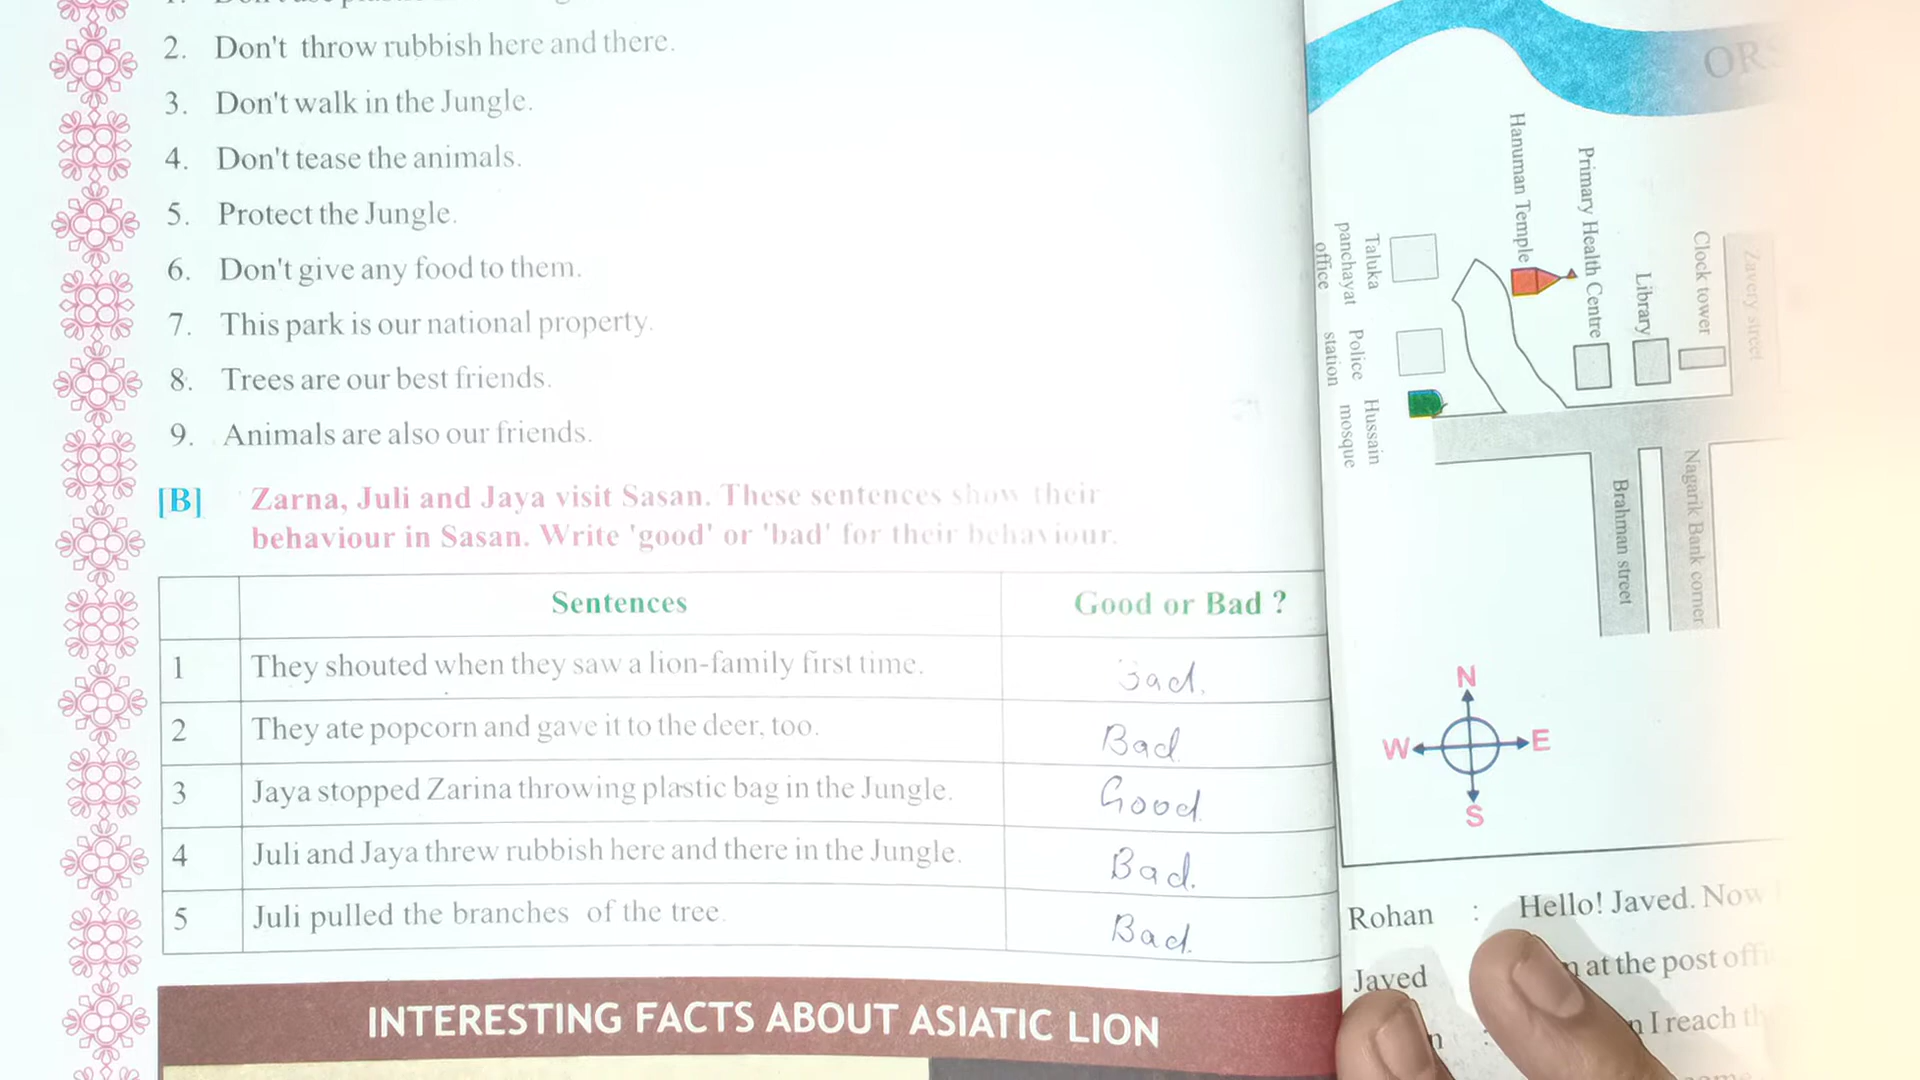 2. Don't throw rubbish here and there.
3. Don't walk in the Jungle.
4. Don't tease the animals.
5. Protect the Jungle.
6. Don't give any food to them.
7. This park is our national property.
8. Trees are our best friends.
9. Animals are also our friends.
[B] Zarna, Juli and Jaya visit Sasan. These sentences show their
behaviour in Sasan. Write 'good' or 'bad' for their behaviour.
Sentences Good or Bad ?
1 They shouted when they saw a lion-family first time. Bad.
2 They ate popcorn and gave it to the deer, too. Bad
3 Jaya stopped Zarina throwing plastic bag in the Jungle. Good
4 Juli and Jaya threw rubbish here and there in the Jungle. Bad.
5 Juli pulled the branches of the tree. Bad.
INTERESTING FACTS ABOUT ASIATIC LION
Hanuman Temple
Primary Health Centre
Library
Clock tower
Zavery street
Taluka
panchayat
office
Police
station
Hussain
mosque
Brahman street
Nagarik Bank corner
N
W E
S
Rohan : Hello! Javed. Now
Javed at the post
I reach